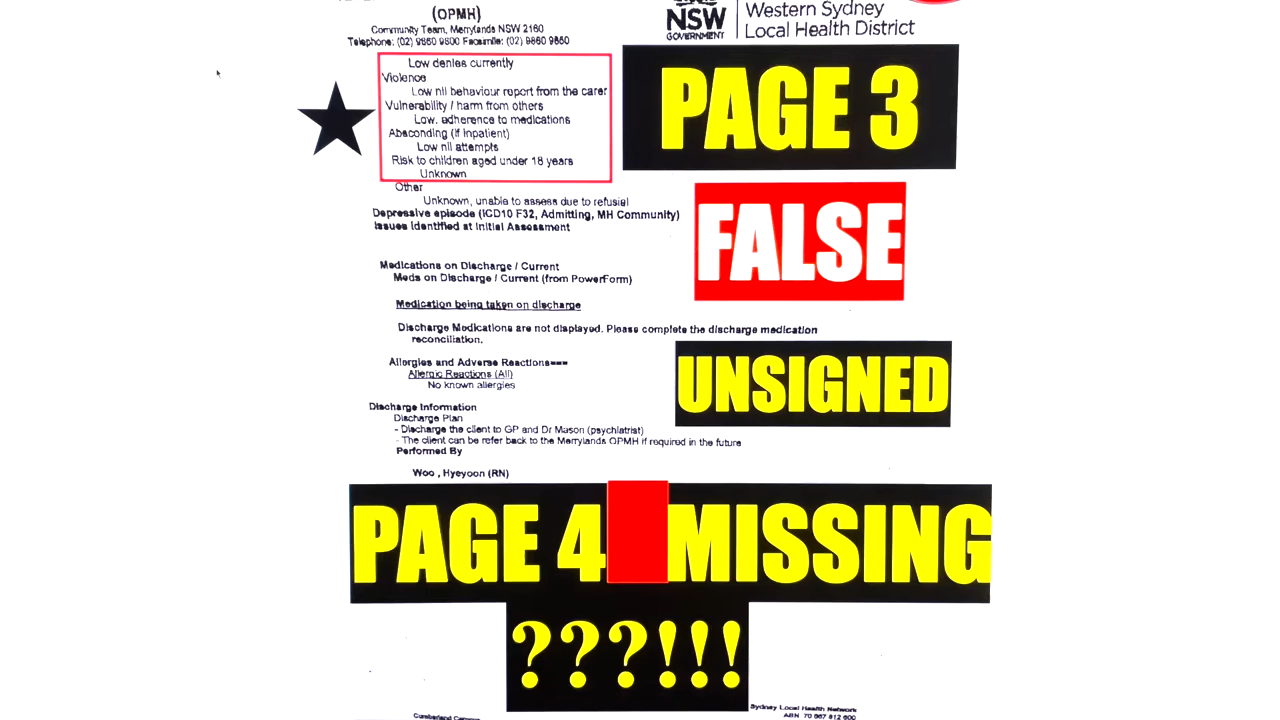 (OPMH)
Community Team, Merrylands NSW 2160
Telephone: (02) 9860 9800 Facsimile: (02) 9860 9850
NSW
GOVERNMENT
Western Sydney
Local Health District
Low denies currently
Violence
Low nil behaviour report from the carer
Vulnerability / harm from others
Low, adherence to medications
Absconding (if inpatient)
Low nil attempts
Risk to children aged under 18 years
Unknown
PAGE 3
Other
Unknown, unable to assess due to refusiel
Depressive episode (ICD10 F32, Admitting, MH Community)
Issues Identified at Initial Assessment
FALSE
Medications on Discharge / Current
Meds on Discharge / Current (from PowerForm)
Medication being taken on discharge
Discharge Medications are not displayed. Please complete the discharge medication
reconciliation.
Allergies and Adverse Reactions===
Allergic Reactions (All)
No known allergies
UNSIGNED
Discharge Information
Discharge Plan
- Discharge the client to GP and Dr Mason (psychiatrist)
- The client can be refer back to the Merrylands OPMH if required in the future
Performed By
Woo , Hyeyoon (RN)
PAGE 4 MISSING
???!!!
Cumberland
Sydney Local Health Network
ABN 70 667 812 600